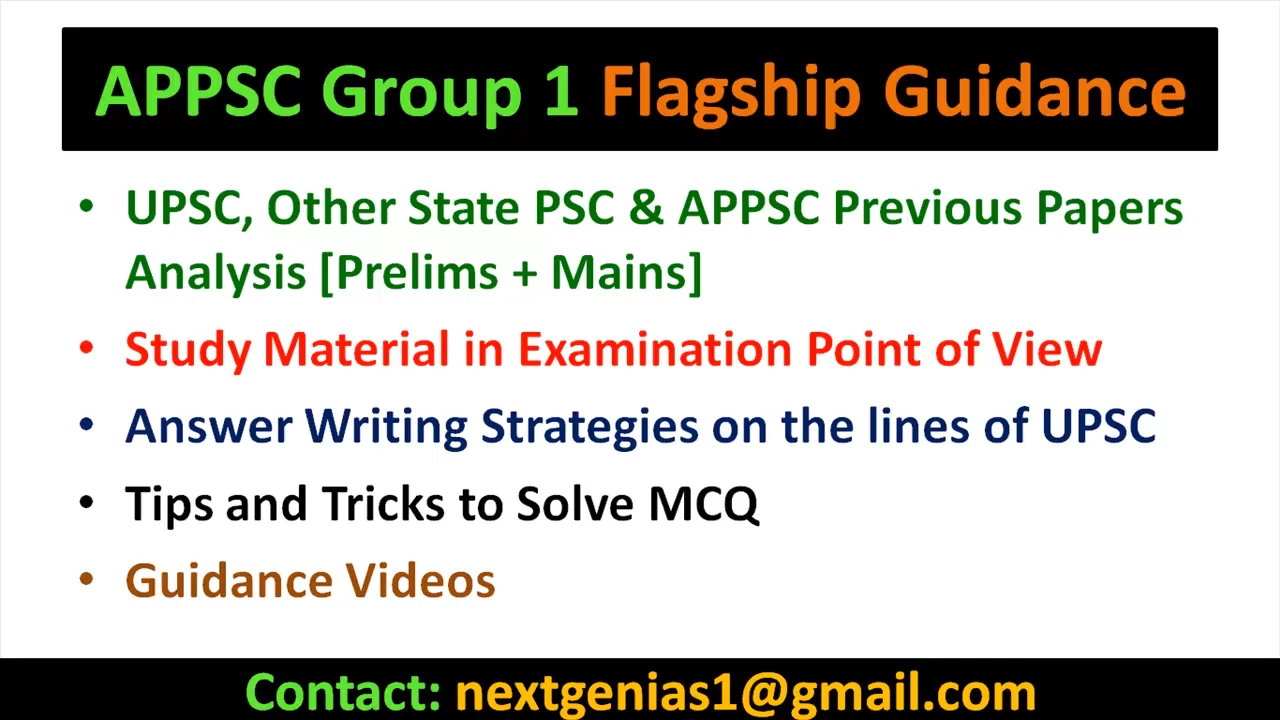 APPSC Group 1 Flagship Guidance
• UPSC, Other State PSC & APPSC Previous Papers
Analysis [Prelims + Mains]
• Study Material in Examination Point of View
• Answer Writing Strategies on the lines of UPSC
• Tips and Tricks to Solve MCQ
• Guidance Videos
Contact: nextgenias1@gmail.com